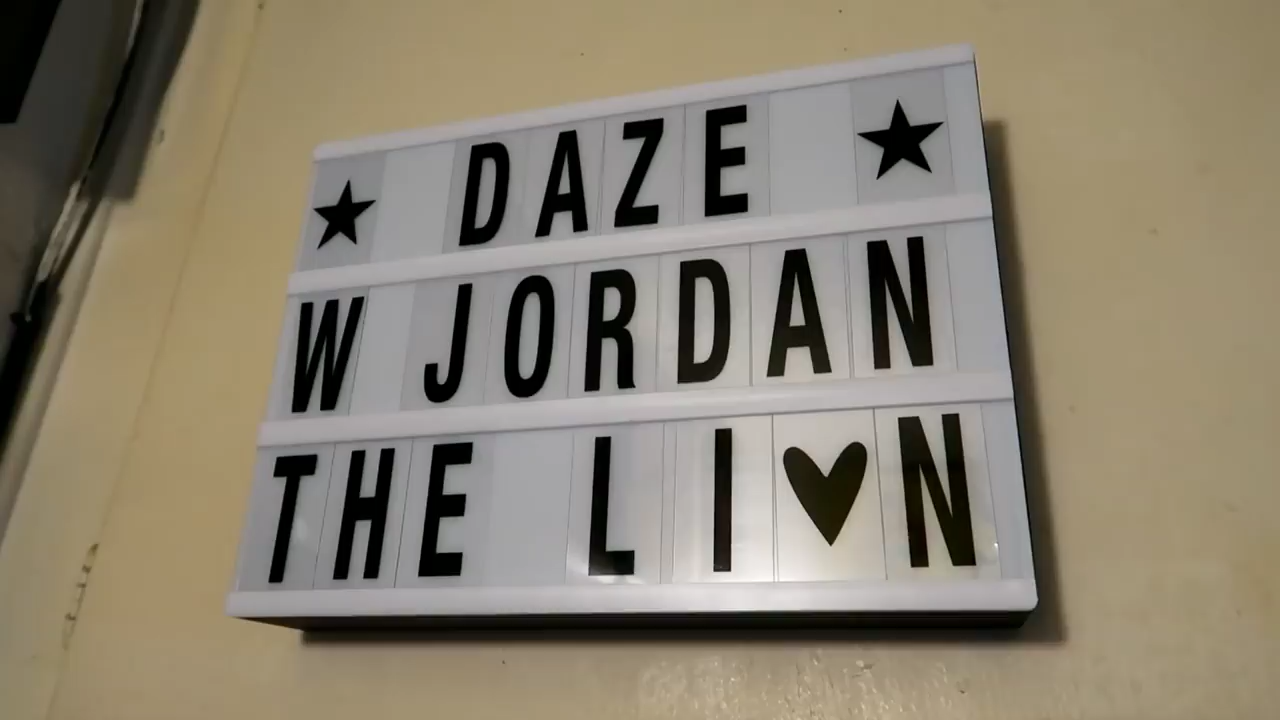 ★ DAZE ★
W JORDAN
THE LI♥N